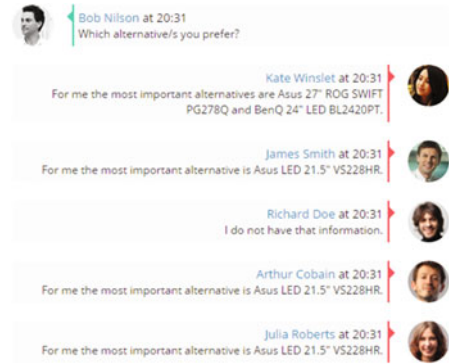 Bob Nilson at 20:31
Which alternative/s you prefer?
Kate Winslet at 20:31
For me the most important alternatives are Asus 27" ROG SWIFT
PG278Q and BenQ 24" LED BL2420PT.
James Smith at 20:31
For me the most important alternative is Asus LED 21.5" VS228HR.
Richard Doe at 20:31
I do not have that information.
Arthur Cobain at 20:31
For me the most important alternative is Asus LED 21.5" VS228HR.
Julia Roberts at 20:31
For me the most important alternative is Asus LED 21.5" VS228HR.